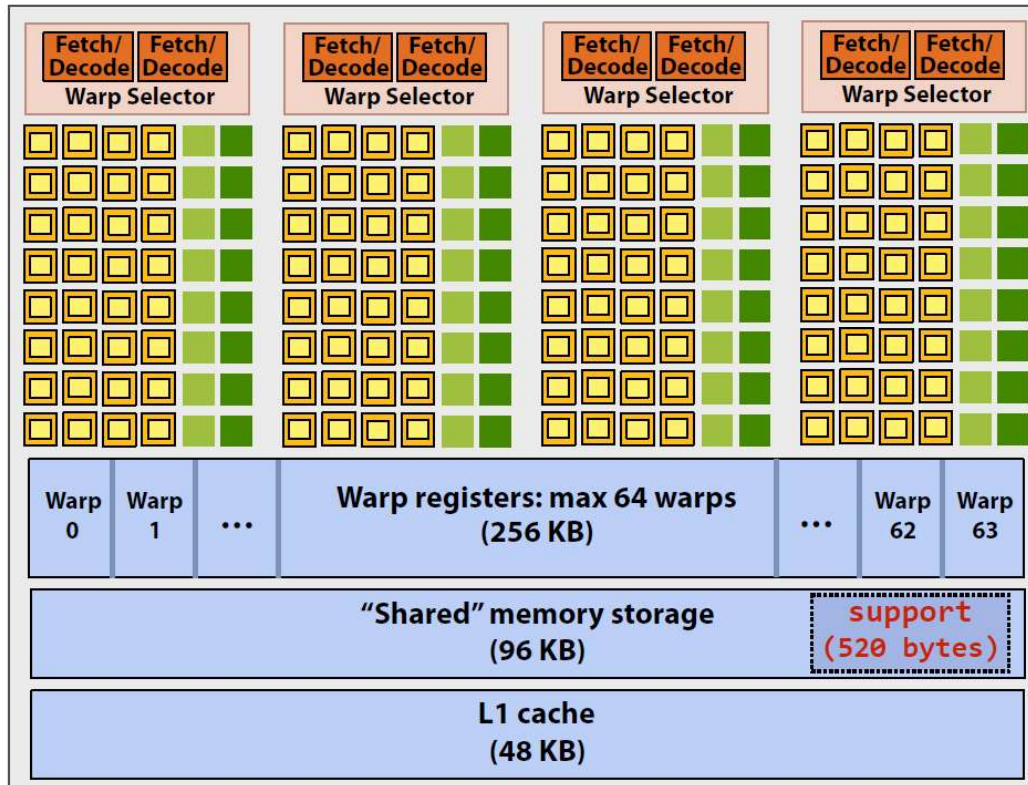 Fetch/ Fetch/
Decode Decode
Warp Selector
Fetch/ Fetch/
Decode Decode
Warp Selector
Fetch/ Fetch/
Decode Decode
Warp Selector
Fetch/ Fetch/
Decode Decode
Warp Selector
Warp
0
Warp
1
...
Warp registers: max 64 warps
(256 KB)
...
Warp
62
Warp
63
“Shared” memory storage
(96 KB)
support
(520 bytes)
L1 cache
(48 KB)